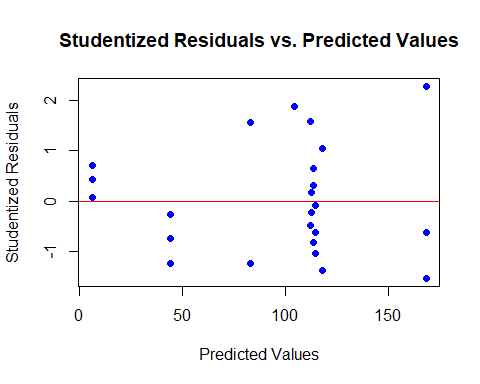 Studentized Residuals vs. Predicted Values
2
1
0
-1
Studentized Residuals
0 50 100 150
Predicted Values